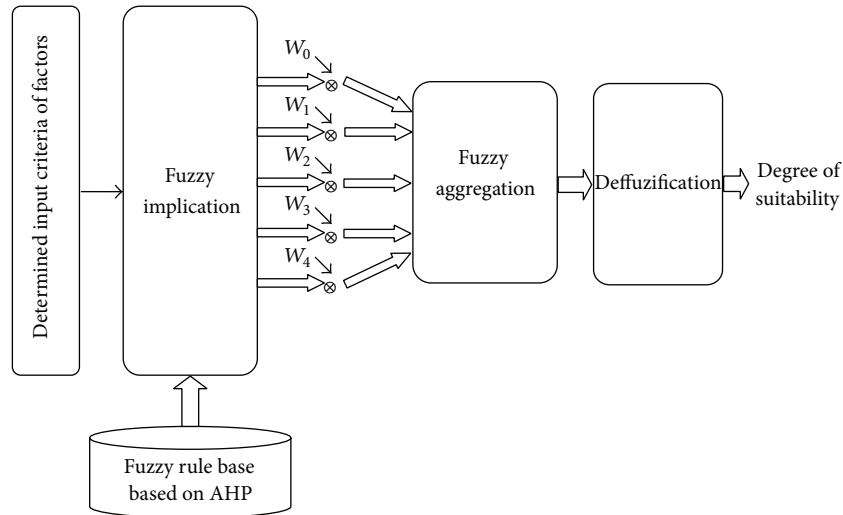 Determined input criteria of factors
Fuzzy
implication
W0
W1
W2
W3
W4
⊗
⊗
⊗
⊗
⊗
Fuzzy
aggregation
Deffuzification
Degree of
suitability
Fuzzy rule base
based on AHP